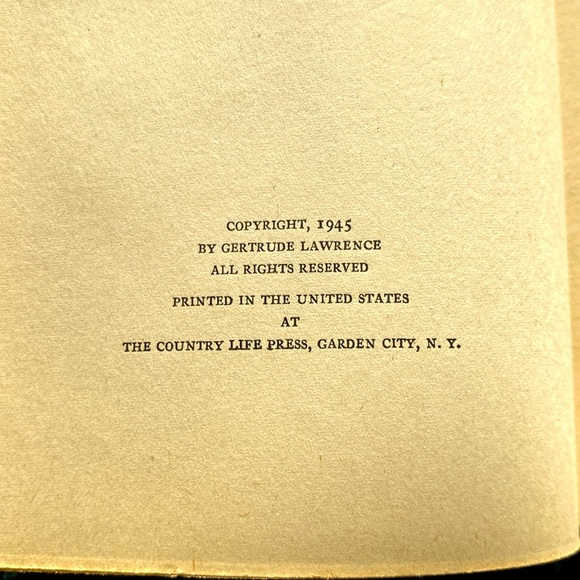 COPYRIGHT, 1945
BY GERTRUDE LAWRENCE
ALL RIGHTS RESERVED
PRINTED IN THE UNITED STATES
AT
THE COUNTRY LIFE PRESS, GARDEN CITY, N. Y.